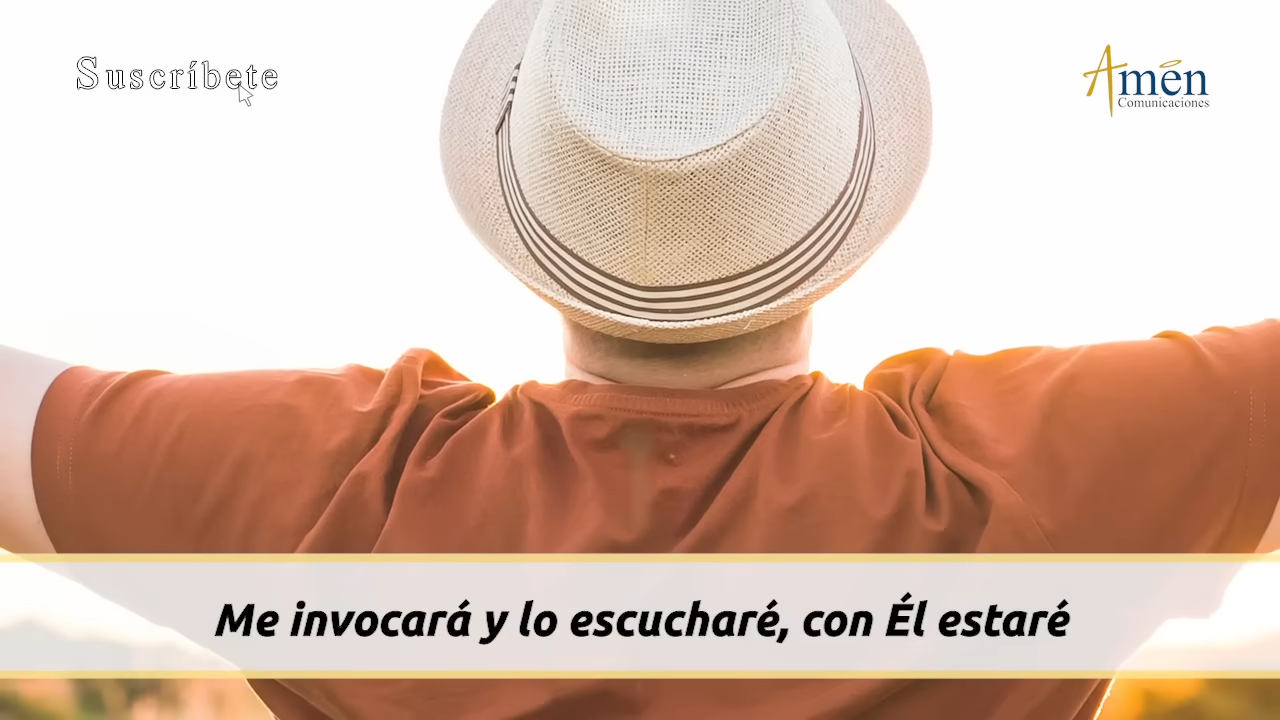 Suscríbete
Amén
Comunicaciones
Me invocará y lo escucharé, con Él estaré